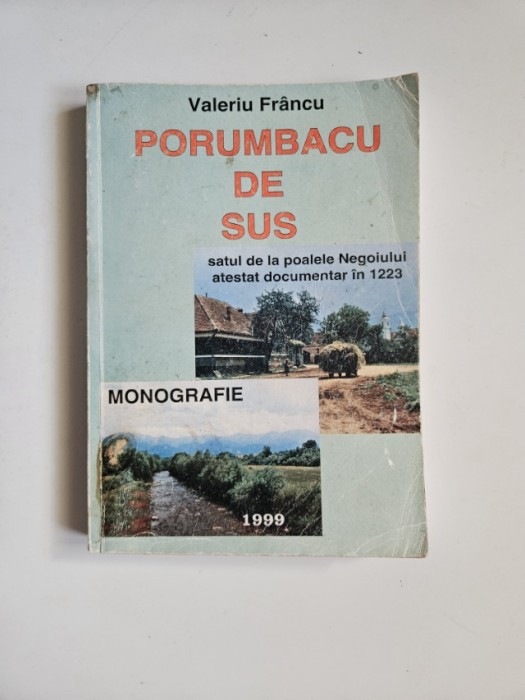 Valeriu Frâncu
PORUMBACU
DE
SUS
satul de la poalele Negoiului
atestat documentar în 1223
MONOGRAFIE
1999